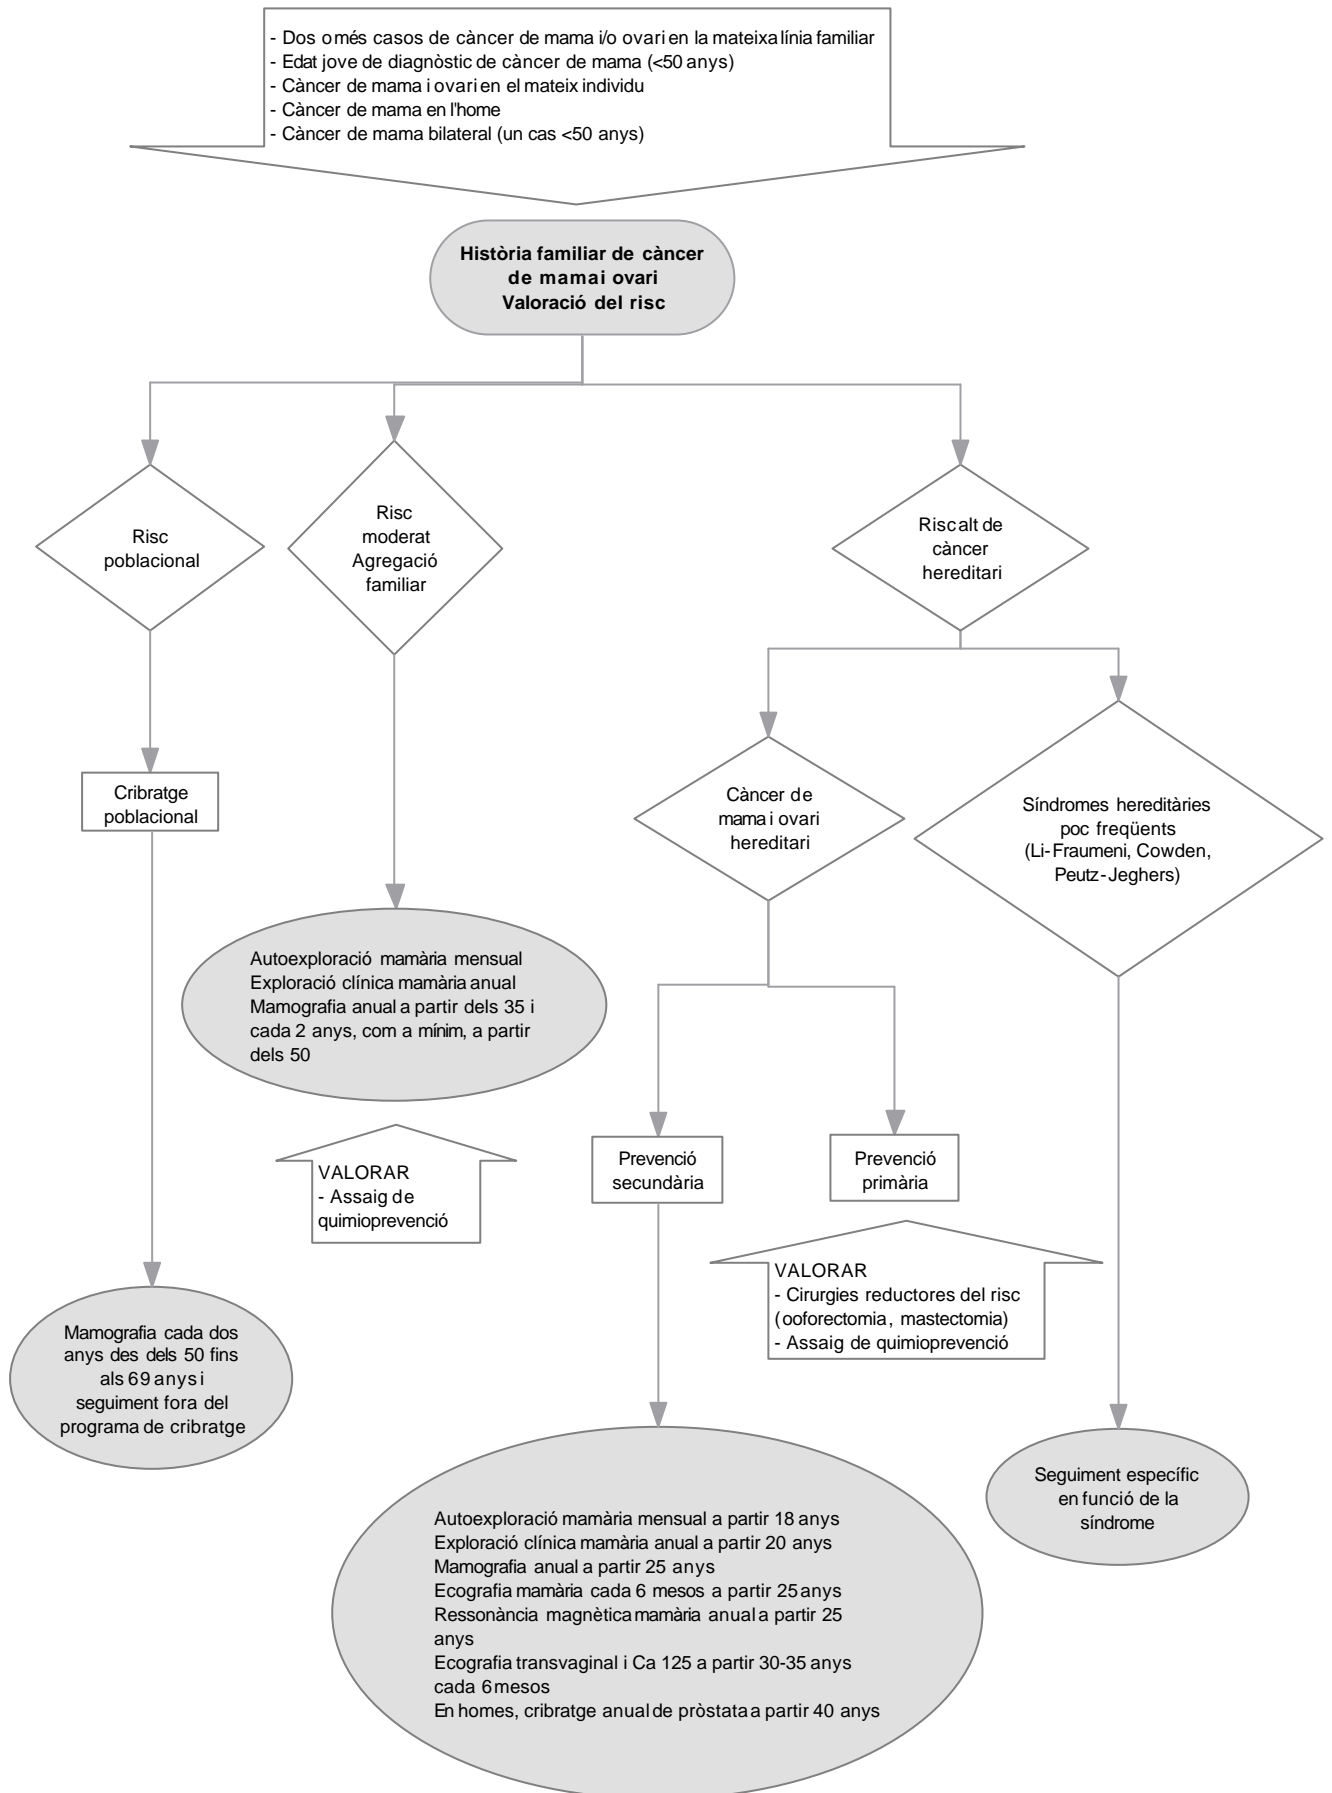 - Dos o més casos de càncer de mama i/o ovari en la mateixa línia familiar
- Edat jove de diagnòstic de càncer de mama (<50 anys)
- Càncer de mama i ovari en el mateix individu
- Càncer de mama en l'home
- Càncer de mama bilateral (un cas <50 anys)
Història familiar de càncer
de mama i ovari
Valoració del risc
Risc
poblacional
Risc
moderat
Agregació
familiar
Risc alt de
càncer
hereditari
Cribratge
poblacional
Càncer de
mama i ovari
hereditari
Síndromes hereditàries
poc freqüents
(Li-Fraumeni, Cowden,
Peutz-Jeghers)
Autoexploració mamària mensual
Exploració clínica mamària anual
Mamografia anual a partir dels 35 i
cada 2 anys, com a mínim, a partir
dels 50
VALORAR
- Assaig de
quimioprevenció
Prevenció
secundària
Prevenció
primària
VALORAR
- Cirurgies reductores del risc
(ooforectomia, mastectomia)
- Assaig de quimioprevenció
Mamografia cada dos
anys des dels 50 fins
als 69 anys i
seguiment fora del
programa de cribratge
Seguiment específic
en funció de la
síndrome
Autoexploració mamària mensual a partir 18 anys
Exploració clínica mamària anual a partir 20 anys
Mamografia anual a partir 25 anys
Ecografia mamària cada 6 mesos a partir 25 anys
Ressonància magnètica mamària anual a partir 25
anys
Ecografia transvaginal i Ca 125 a partir 30-35 anys
cada 6 mesos
En homes, cribratge anual de pròstata a partir 40 anys